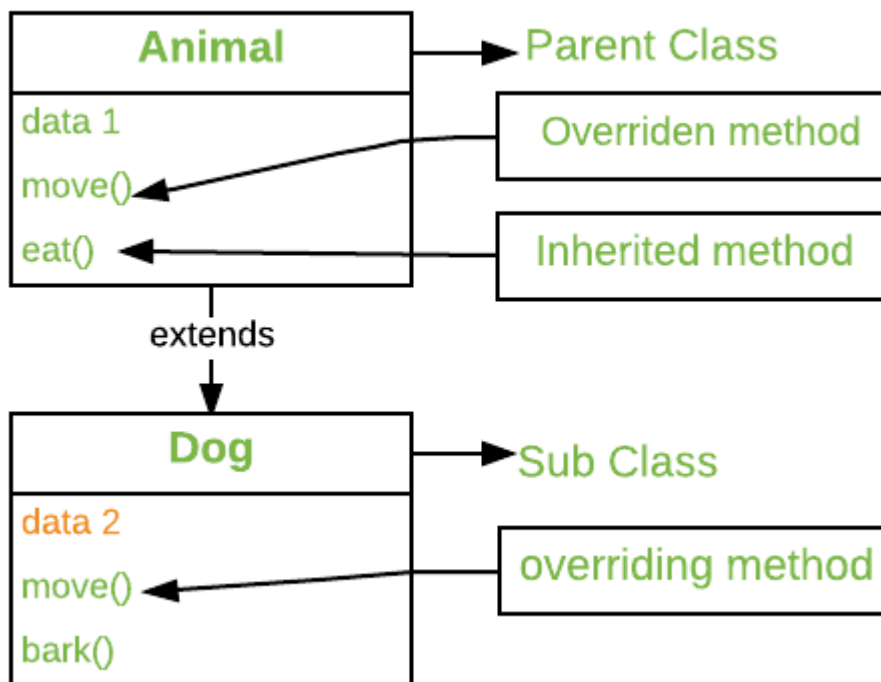 Animal
Parent Class
data 1
Overriden method
move()
eat()
Inherited method
extends
Dog
Sub Class
data 2
move()
overriding method
bark()